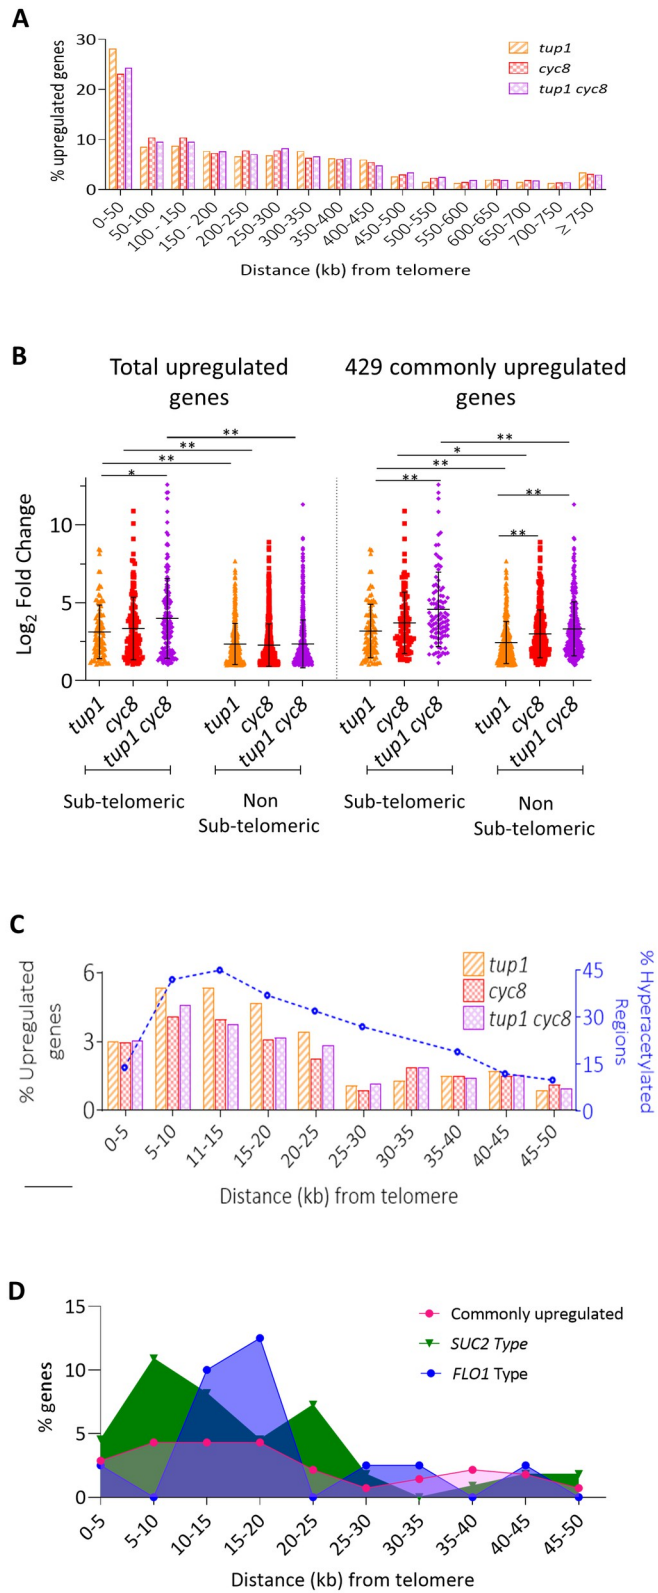 A
% upregulated genes
30
20
10
0
tup1
cyc8
tup1 cyc8
0-50
50-100
100 - 150
150 - 200
200-250
250-300
300-350
350-400
400-450
450-500
500-550
550-600
600-650
650-700
700-750
≥ 750
Distance (kb) from telomere
B
Total upregulated
genes
429 commonly upregulated
genes
**
**
**
*
**
*
**
**
**
**
Log2 Fold Change
10
5
0
tup1
cyc8
tup1 cyc8
tup1
cyc8
tup1 cyc8
tup1
cyc8
tup1 cyc8
tup1
cyc8
tup1 cyc8
Sub-telomeric
Non
Sub-telomeric
Sub-telomeric
Non
Sub-telomeric
C
% Upregulated
genes
6
3
0
tup1
cyc8
tup1 cyc8
45
30
15
0
% Hyperacetylated
Regions
0-5
5-10
11-15
15-20
20-25
25-30
30-35
35-40
40-45
45-50
Distance (kb) from telomere
D
% genes
15
10
5
0
Commonly upregulated
SUC2 Type
FLO1 Type
0-5
5-10
10-15
15-20
20-25
25-30
30-35
35-40
40-45
45-50
Distance (kb) from telomere